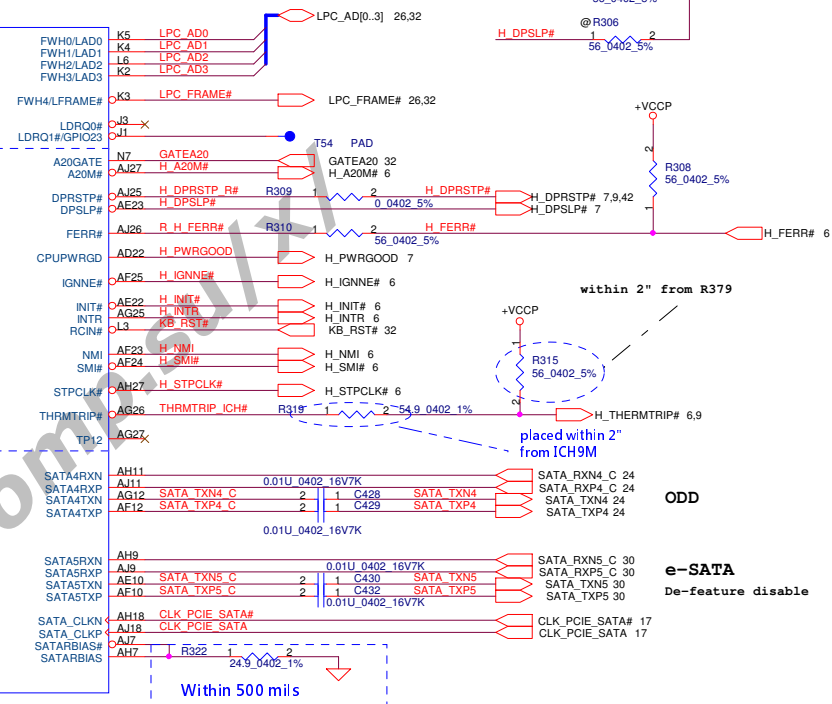 LPC_AD[0..3] 26,32
@ R306
H_DPSLP# 1 2
56_0402_5%
FWH0/LAD0 K5 LPC_AD0
FWH1/LAD1 K4 LPC_AD1
FWH2/LAD2 L6 LPC_AD2
FWH3/LAD3 K2 LPC_AD3
FWH4/LFRAME# K3 LPC_FRAME# LPC_FRAME# 26,32
LDRQ0# J3
LDRQ1#/GPIO23 J1
T54 PAD
+VCCP
A20GATE N7 GATEA20 GATEA20 32
A20M# AJ27 H_A20M# H_A20M# 6
2 R308
56_0402_5%
1
DPRSTP# AJ25 H_DPRSTP_R# R309 1 2 H_DPRSTP# H_DPRSTP# 7,9,42
DPSLP# AE23 H_DPSLP# 0_0402_5% H_DPSLP# 7
FERR# AJ26 R_H_FERR# R310 1 2 H_FERR# H_FERR# 6
56_0402_5%
CPUPWRGD AD22 H_PWRGOOD H_PWRGOOD 7
IGNNE# AF25 H_IGNNE# H_IGNNE# 6
within 2" from R379
INIT# AE22 H_INIT# H_INIT# 6
INTR AG25 H_INTR H_INTR 6
RCIN# L3 KB_RST# KB_RST# 32
+VCCP
NMI AF23 H_NMI H_NMI 6
SMI# AF24 H_SMI# H_SMI# 6
1 R315
56_0402_5%
2
STPCLK# AH27 H_STPCLK# H_STPCLK# 6
THRMTRIP# AG26 THRMTRIP_ICH# R319 1 2 54.9_0402_1% H_THERMTRIP# 6,9
TP12 AG27
placed within 2"
from ICH9M
SATA4RXN AH11 SATA_RXN4_C 24
SATA4RXP AJ11 0.01U_0402_16V7K SATA_RXP4_C 24
SATA4TXN AG12 SATA_TXN4_C 2 1 C428 SATA_TXN4 SATA_TXN4 24
SATA4TXP AF12 SATA_TXP4_C 2 1 C429 SATA_TXP4 SATA_TXP4 24
0.01U_0402_16V7K
ODD
SATA5RXN AH9 SATA_RXN5_C 30
SATA5RXP AJ9 0.01U_0402_16V7K SATA_RXP5_C 30
SATA5TXN AE10 SATA_TXN5_C 2 1 C430 SATA_TXN5 SATA_TXN5 30
SATA5TXP AF10 SATA_TXP5_C 2 1 C432 SATA_TXP5 SATA_TXP5 30
0.01U_0402_16V7K
e-SATA
De-feature disable
SATA_CLKN AH18 CLK_PCIE_SATA# CLK_PCIE_SATA# 17
SATA_CLKP AJ18 CLK_PCIE_SATA CLK_PCIE_SATA 17
SATARBIAS# AJ7
SATARBIAS AH7 R322 1 2
24.9_0402_1%
Within 500 mils
omp.su/x/